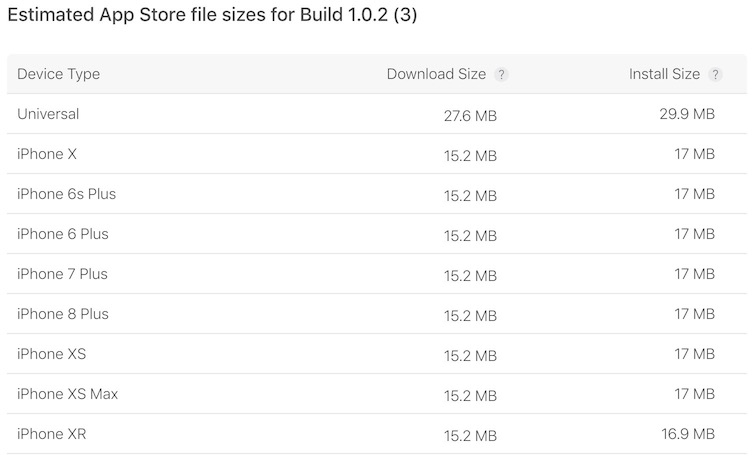 Estimated App Store file sizes for Build 1.0.2 (3)
Device Type Download Size ? Install Size ?
Universal 27.6 MB 29.9 MB
iPhone X 15.2 MB 17 MB
iPhone 6s Plus 15.2 MB 17 MB
iPhone 6 Plus 15.2 MB 17 MB
iPhone 7 Plus 15.2 MB 17 MB
iPhone 8 Plus 15.2 MB 17 MB
iPhone XS 15.2 MB 17 MB
iPhone XS Max 15.2 MB 17 MB
iPhone XR 15.2 MB 16.9 MB